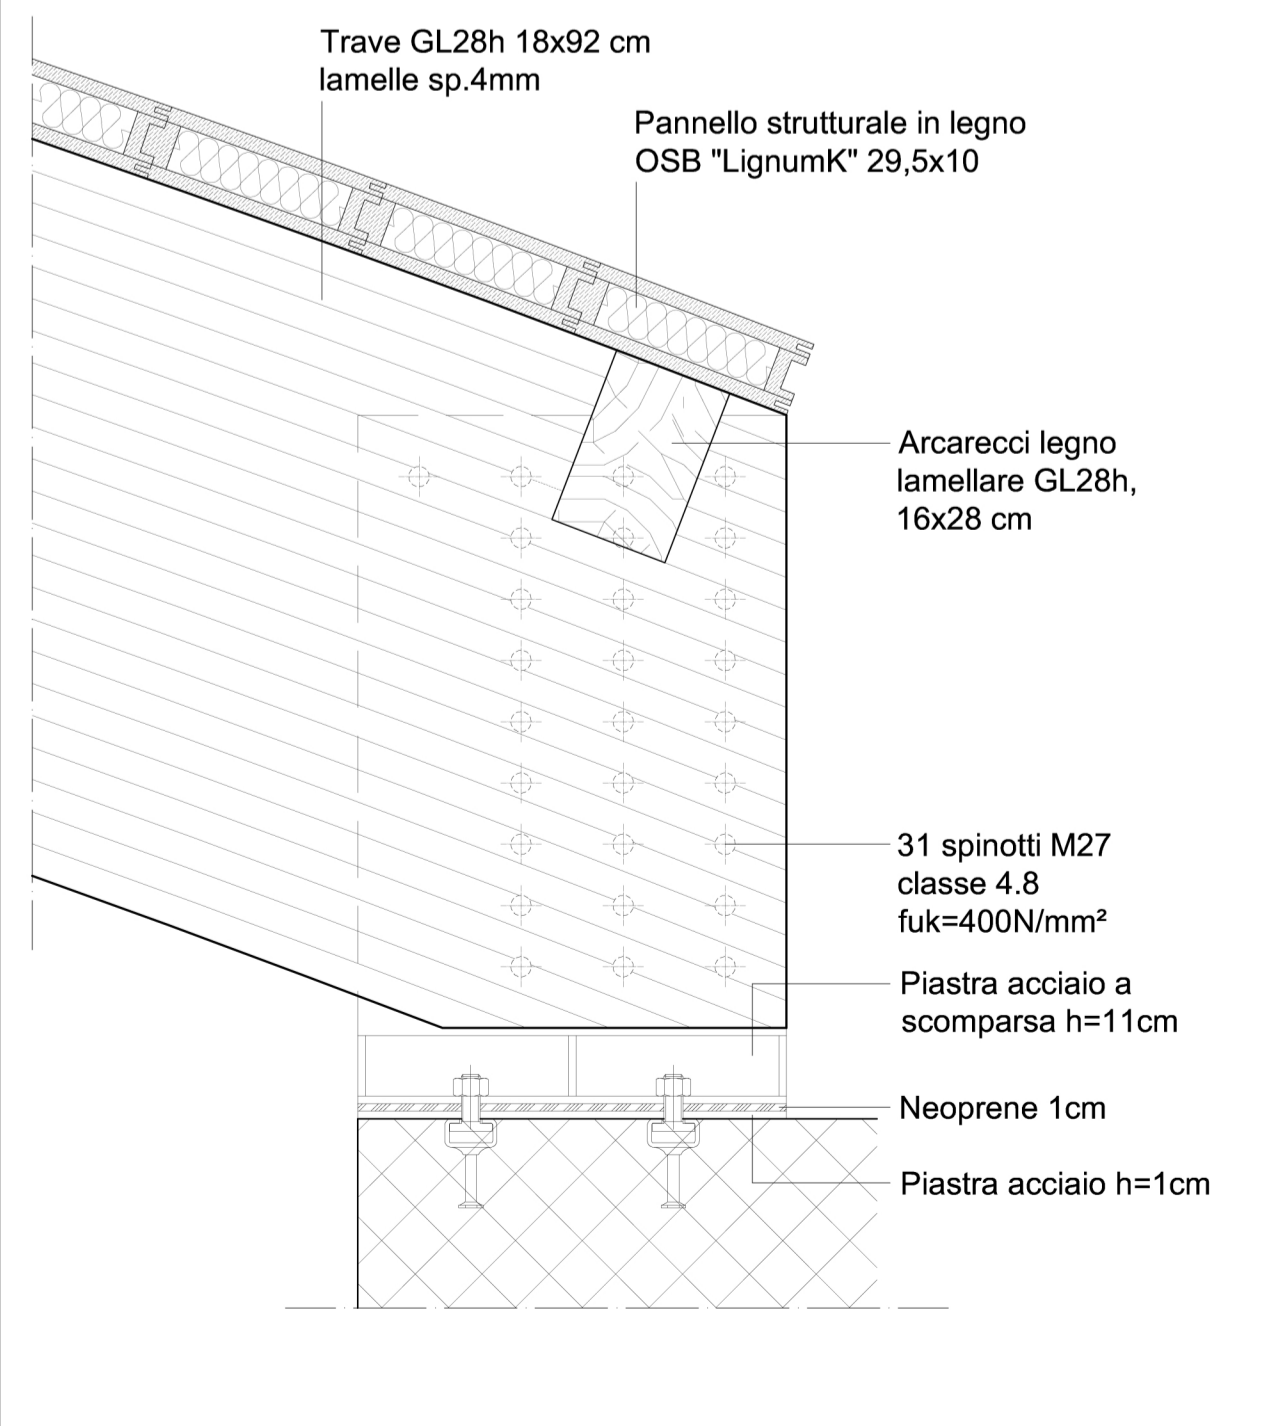 Trave GL28h 18x92 cm
lamelle sp.4mm
Pannello strutturale in legno
OSB "LignumK" 29,5x10
Arcarecci legno
lamellare GL28h,
16x28 cm
31 spinotti M27
classe 4.8
fuk=400N/mm²
Piastra acciaio a
scomparsa h=11cm
Neoprene 1cm
Piastra acciaio h=1cm